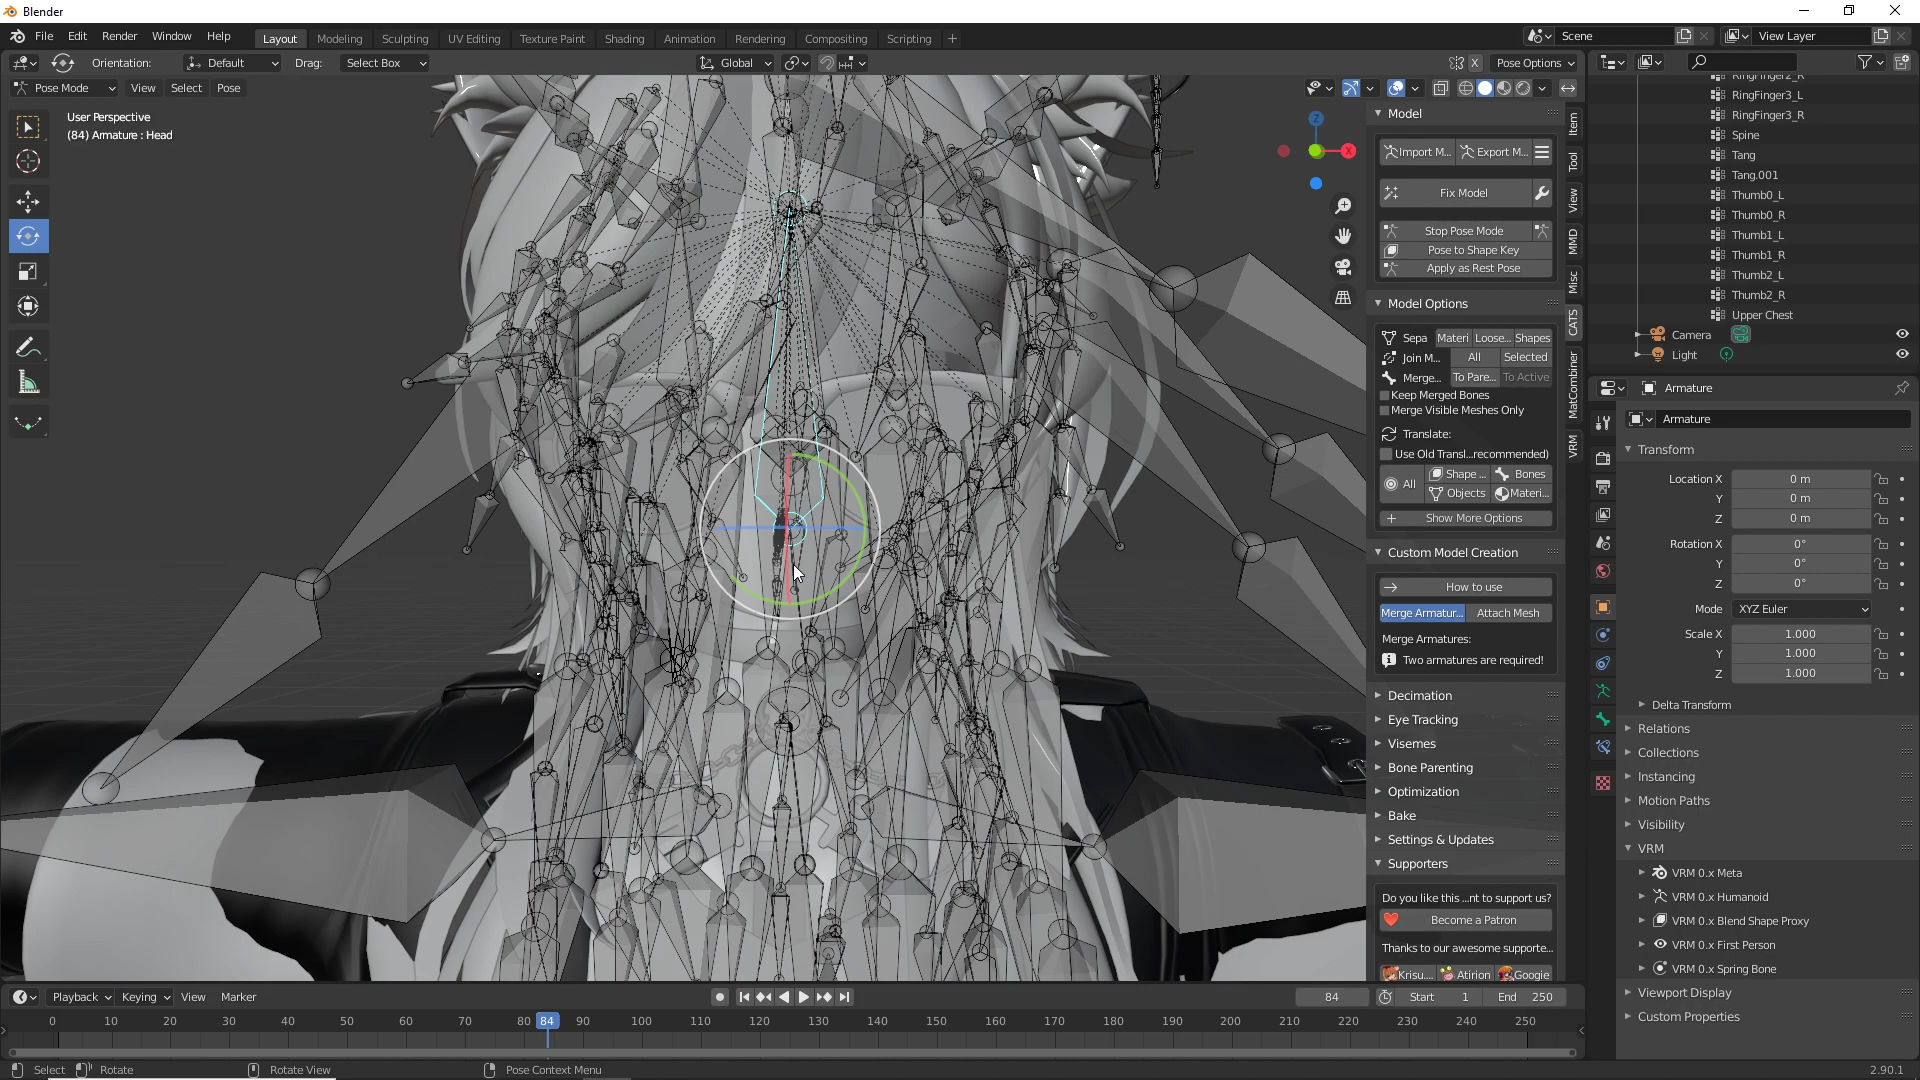 Blender
File Edit Render Window Help
Layout Modeling Sculpting UV Editing Texture Paint Shading Animation Rendering Compositing Scripting
Scene View Layer
Orientation: Default Drag: Select Box Global X Pose Options
Pose Mode View Select Pose
User Perspective
(84) Armature : Head
Z
X
Item
Tool
View
MMD
Misc
CATS
MatCombiner
VRM
Model
Import M... Export M...
Fix Model
Stop Pose Mode
Pose to Shape Key
Apply as Rest Pose
Model Options
Sepa Materi Loose... Shapes
Join M... All Selected
Merge... To Pare... To Active
Keep Merged Bones
Merge Visible Meshes Only
Translate:
Use Old Transl...recommended)
All Shape ... Bones
Objects Materi...
Show More Options
Custom Model Creation
How to use
Merge Armatur... Attach Mesh
Merge Armatures:
Two armatures are required!
Decimation
Eye Tracking
Visemes
Bone Parenting
Optimization
Bake
Settings & Updates
Supporters
Do you like this ...nt to support us?
Become a Patron
Thanks to our awesome supporte...
Krisu... Atirion Googie
RingFinger2_R
RingFinger3_L
RingFinger3_R
Spine
Tang
Tang.001
Thumb0_L
Thumb0_R
Thumb1_L
Thumb1_R
Thumb2_L
Thumb2_R
Upper Chest
Camera
Light
Armature
Armature
Transform
Location X 0 m
Y 0 m
Z 0 m
Rotation X 0°
Y 0°
Z 0°
Mode XYZ Euler
Scale X 1.000
Y 1.000
Z 1.000
Delta Transform
Relations
Collections
Instancing
Motion Paths
Visibility
VRM
VRM 0.x Meta
VRM 0.x Humanoid
VRM 0.x Blend Shape Proxy
VRM 0.x First Person
VRM 0.x Spring Bone
Viewport Display
Custom Properties
Playback Keying View Marker 84 Start 1 End 250
0 10 20 30 40 50 60 70 80 84 90 100 110 120 130 140 150 160 170 180 190 200 210 220 230 240 250
Select Rotate Rotate View Pose Context Menu 2.90.1